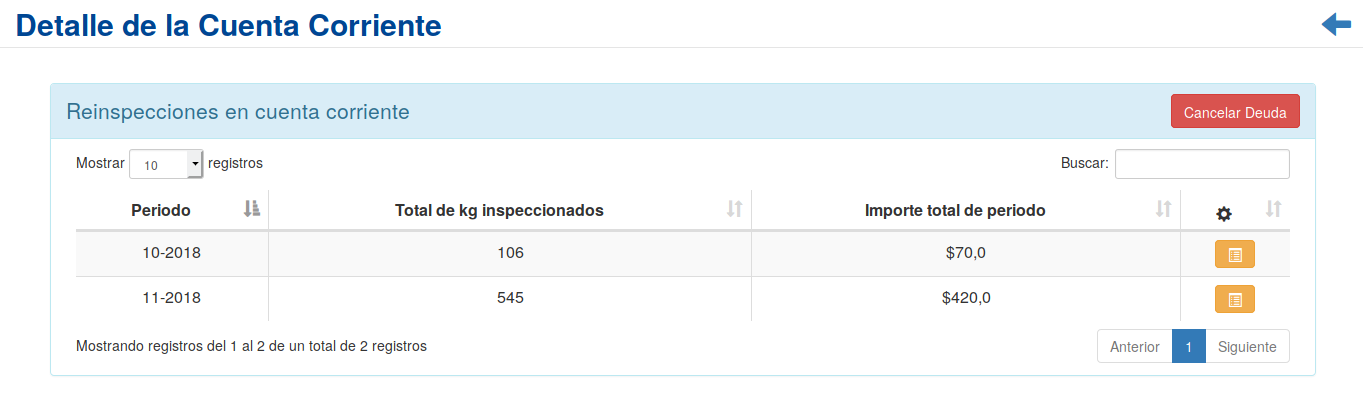 Detalle de la Cuenta Corriente
Reinspecciones en cuenta corriente
Cancelar Deuda
Mostrar 10 registros
Buscar:
Periodo Total de kg inspeccionados Importe total de periodo
10-2018 106 $70,0
11-2018 545 $420,0
Mostrando registros del 1 al 2 de un total de 2 registros
Anterior 1 Siguiente